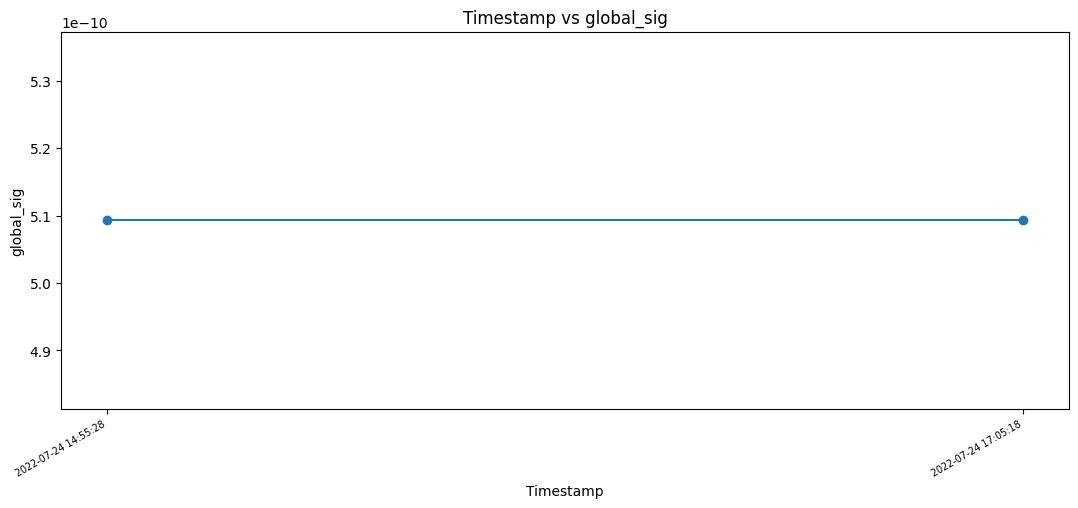 Timestamp vs global_sig
1e−10
5.3
5.2
5.1
5.0
4.9
global_sig
2022-07-24 14:55:28
2022-07-24 17:05:18
Timestamp